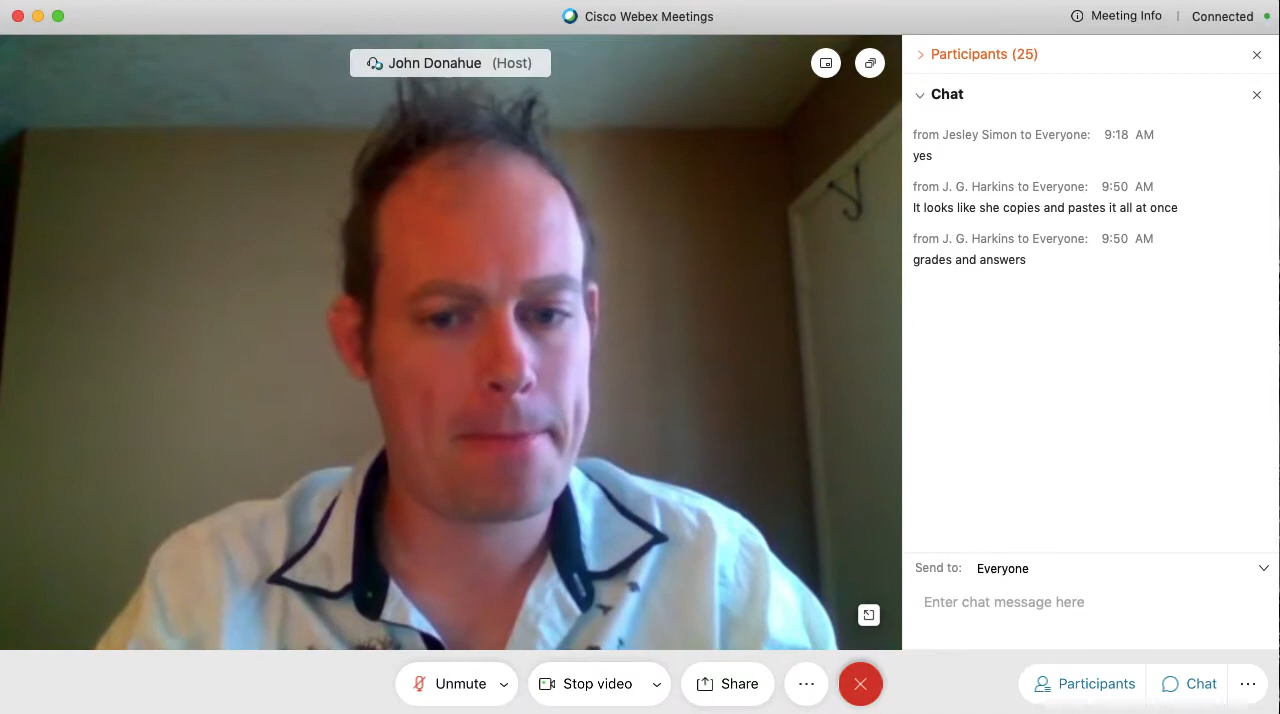 Cisco Webex Meetings
Meeting Info | Connected
John Donahue (Host)
Participants (25)
Chat
from Jesley Simon to Everyone: 9:18 AM
yes
from J. G. Harkins to Everyone: 9:50 AM
It looks like she copies and pastes it all at once
from J. G. Harkins to Everyone: 9:50 AM
grades and answers
Send to: Everyone
Enter chat message here
Unmute
Stop video
Share
Participants
Chat